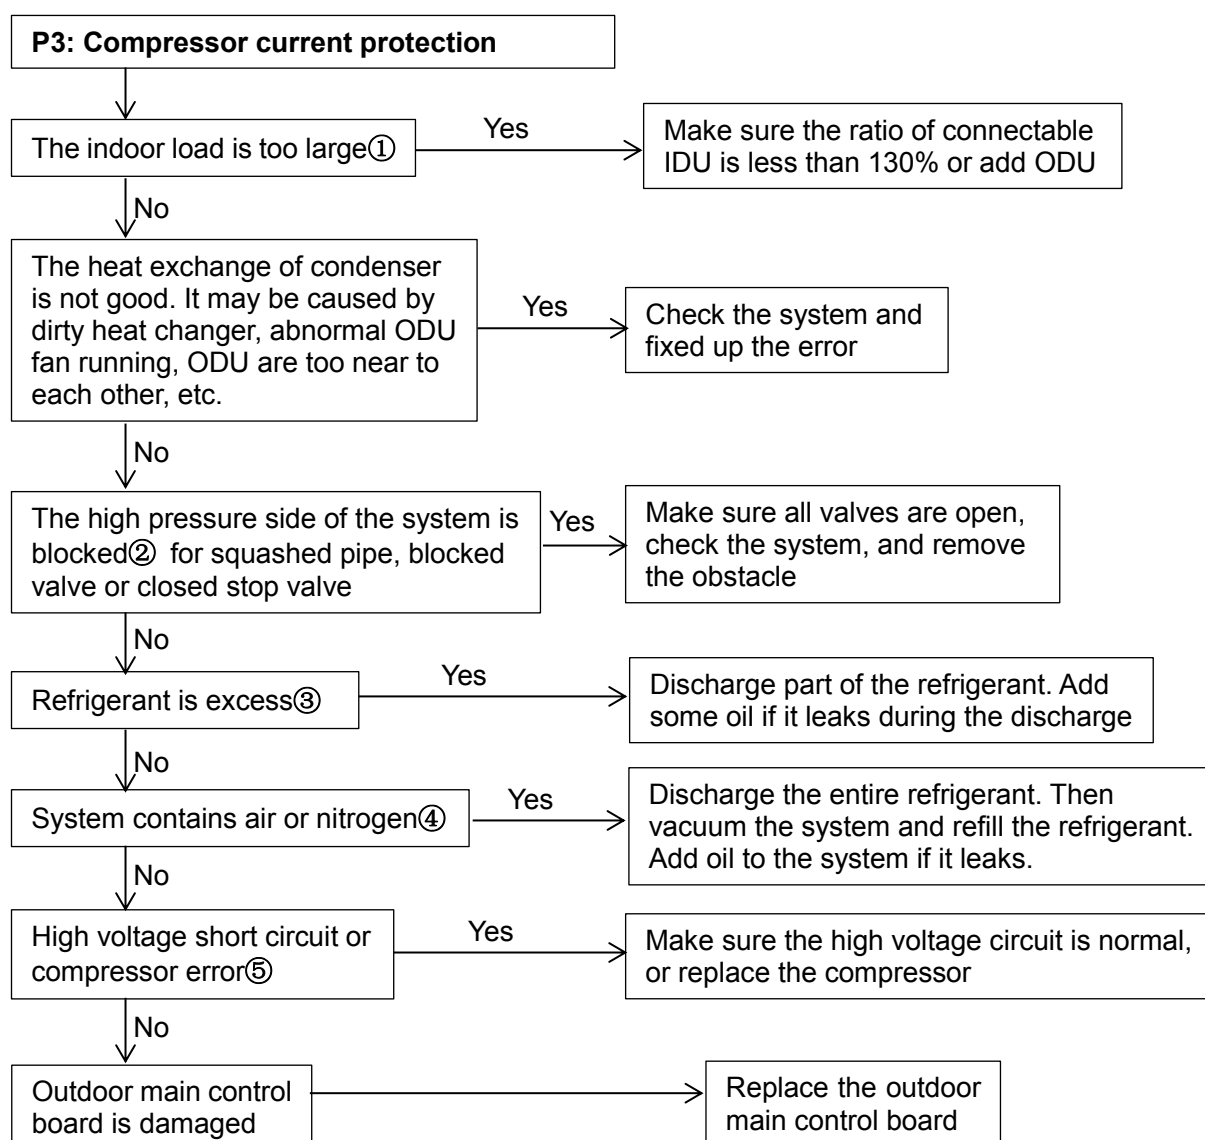 P3: Compressor current protection
The indoor load is too large①
Yes
Make sure the ratio of connectable
IDU is less than 130% or add ODU
No
The heat exchange of condenser
is not good. It may be caused by
dirty heat changer, abnormal ODU
fan running, ODU are too near to
each other, etc.
Yes
Check the system and
fixed up the error
No
The high pressure side of the system is
blocked② for squashed pipe, blocked
valve or closed stop valve
Yes
Make sure all valves are open,
check the system, and remove
the obstacle
No
Refrigerant is excess③
Yes
Discharge part of the refrigerant. Add
some oil if it leaks during the discharge
No
System contains air or nitrogen④
Yes
Discharge the entire refrigerant. Then
vacuum the system and refill the refrigerant.
Add oil to the system if it leaks.
No
High voltage short circuit or
compressor error⑤
Yes
Make sure the high voltage circuit is normal,
or replace the compressor
No
Outdoor main control
board is damaged
Replace the outdoor
main control board